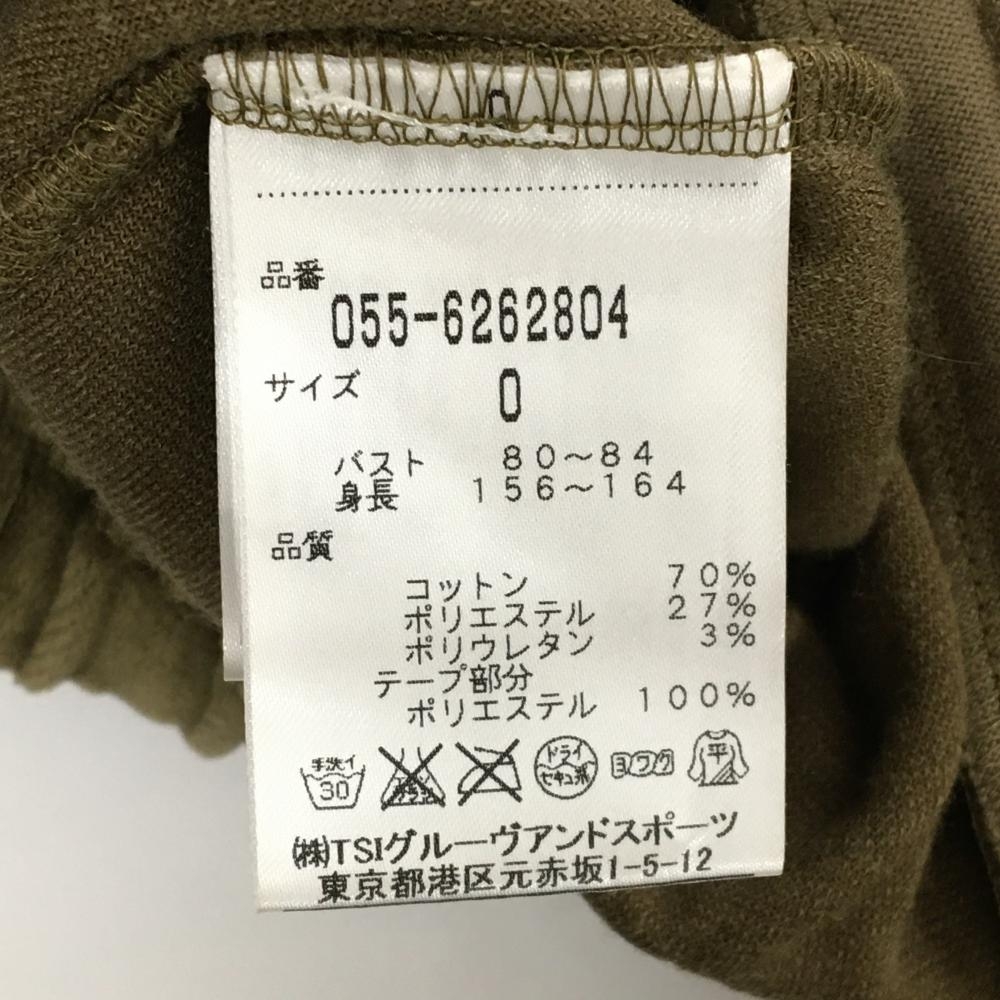 0
品番
055-6262804
サイズ 0
バスト 80～84
身長 156～164
品質
コットン 70%
ポリエステル 27%
ポリウレタン 3%
テープ部分
ポリエステル 100%
手洗イ 30 ドライ セキユ系 ヨワク 平
㈱TSIグルーヴアンドスポーツ
東京都港区元赤坂1-5-12